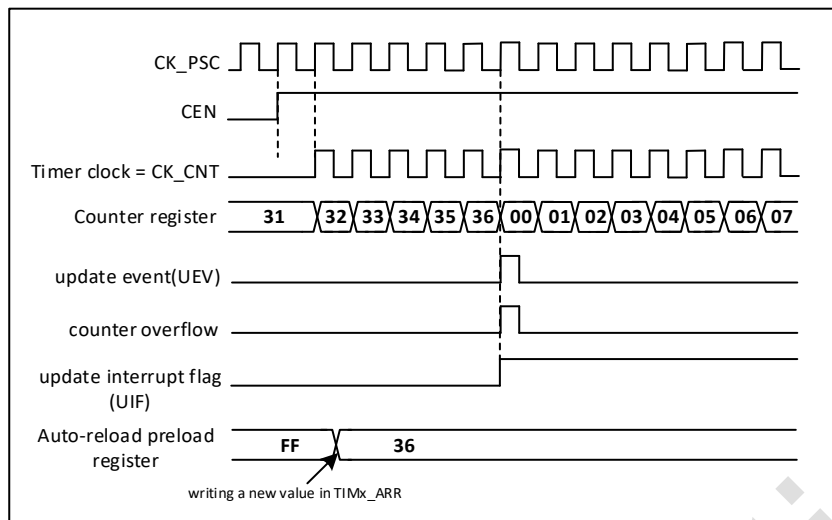 CK_PSC
CEN
Timer clock = CK_CNT
Counter register 31 32 33 34 35 36 00 01 02 03 04 05 06 07
update event(UEV)
counter overflow
update interrupt flag
(UIF)
Auto-reload preload
register
FF 36
writing a new value in TIMx_ARR